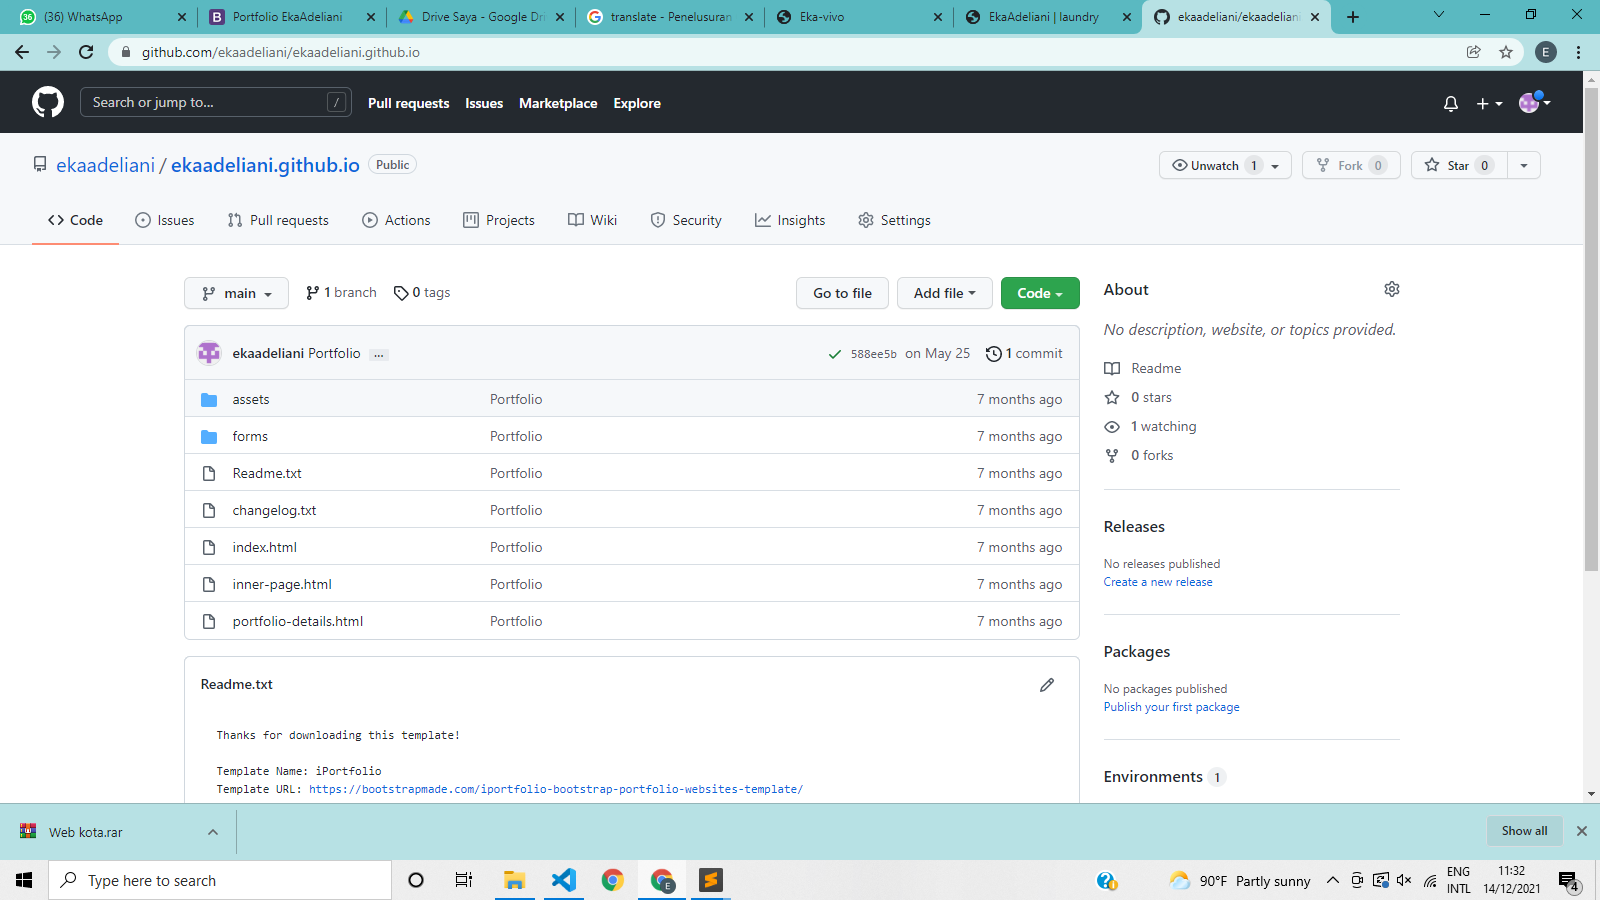 (36) WhatsApp
Portfolio EkaAdeliani
Drive Saya - Google Dri
translate - Penelusuran
Eka-vivo
EkaAdeliani | laundry
ekaadeliani/ekaadeliani
github.com/ekaadeliani/ekaadeliani.github.io
E
Search or jump to...
/
Pull requests
Issues
Marketplace
Explore
ekaadeliani / ekaadeliani.github.io
Public
Unwatch 1
Fork 0
Star 0
Code
Issues
Pull requests
Actions
Projects
Wiki
Security
Insights
Settings
main
1 branch
0 tags
Go to file
Add file
Code
ekaadeliani Portfolio ...
588ee5b on May 25
1 commit
assets Portfolio 7 months ago
forms Portfolio 7 months ago
Readme.txt Portfolio 7 months ago
changelog.txt Portfolio 7 months ago
index.html Portfolio 7 months ago
inner-page.html Portfolio 7 months ago
portfolio-details.html Portfolio 7 months ago
Readme.txt
Thanks for downloading this template!
Template Name: iPortfolio
Template URL: https://bootstrapmade.com/iportfolio-bootstrap-portfolio-websites-template/
About
No description, website, or topics provided.
Readme
0 stars
1 watching
0 forks
Releases
No releases published
Create a new release
Packages
No packages published
Publish your first package
Environments 1
Web kota.rar
Show all
Type here to search
90°F Partly sunny
ENG
INTL
11:32
14/12/2021
4